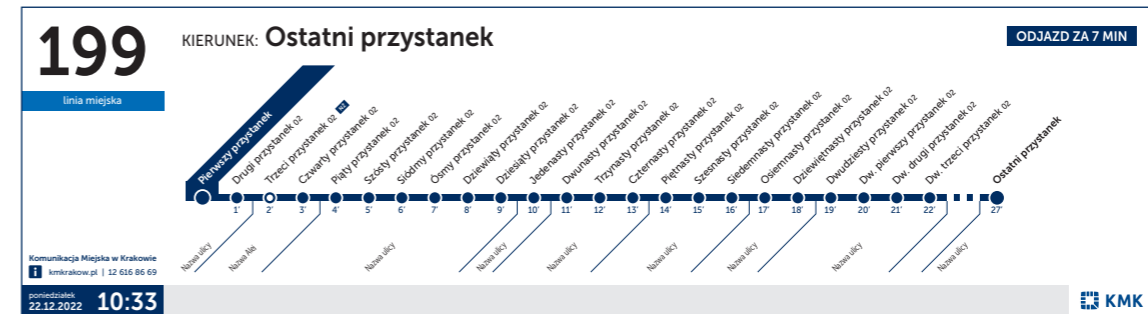 199
linia miejska
KIERUNEK: Ostatni przystanek
ODJAZD ZA 7 MIN
Pierwszy przystanek
Drugi przystanek 02
Trzeci przystanek 02 NŻ
Czwarty przystanek 02
Piąty przystanek 02
Szósty przystanek 02
Siódmy przystanek 02
Ósmy przystanek 02
Dziewiąty przystanek 02
Dziesiąty przystanek 02
Jedenasty przystanek 02
Dwunasty przystanek 02
Trzynasty przystanek 02
Czternasty przystanek 02
Piętnasty przystanek 02
Szesnasty przystanek 02
Siedemnasty przystanek 02
Osiemnasty przystanek 02
Dziewiętnasty przystanek 02
Dwudziesty przystanek 02
Dw. pierwszy przystanek 02
Dw. drugi przystanek 02
Dw. trzeci przystanek 02
Ostatni przystanek
1' 2' 3' 4' 5' 6' 7' 8' 9' 10' 11' 12' 13' 14' 15' 16' 17' 18' 19' 20' 21' 22' 27'
Nazwa ulicy
Nazwa Alei
Nazwa ulicy
Nazwa ulicy
Nazwa ulicy
Nazwa ulicy
Nazwa ulicy
Nazwa ulicy
Nazwa ulicy
Nazwa ulicy
Komunikacja Miejska w Krakowie
i kmkrakow.pl | 12 616 86 69
poniedziałek
22.12.2022 10:33
KMK